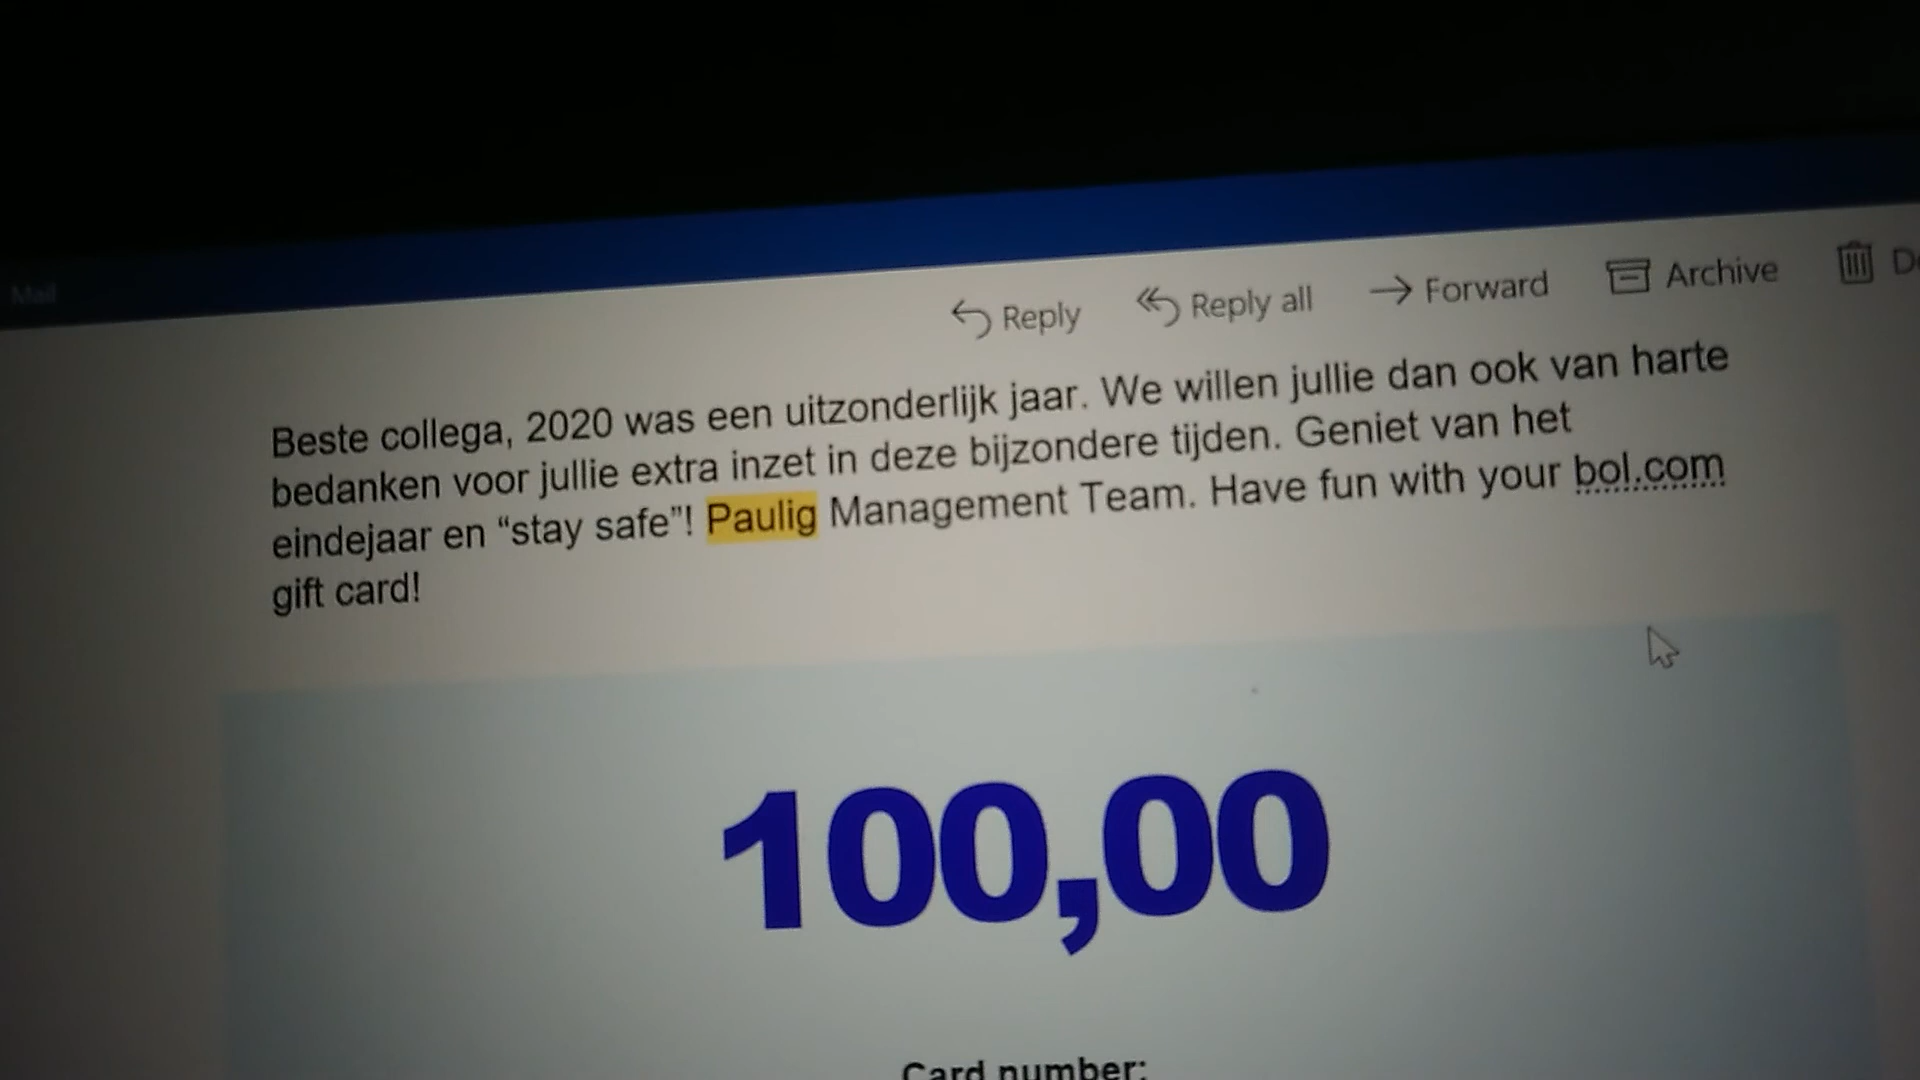 Mail
Reply Reply all Forward Archive
Beste collega, 2020 was een uitzonderlijk jaar. We willen jullie dan ook van harte
bedanken voor jullie extra inzet in deze bijzondere tijden. Geniet van het
eindejaar en “stay safe”! Paulig Management Team. Have fun with your bol.com
gift card!
100,00
Card number: